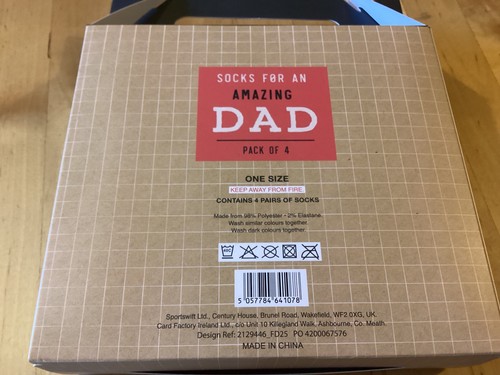 SOCKS FØR AN
AMAZING
DAD
PACK OF 4
ONE SIZE
KEEP AWAY FROM FIRE
CONTAINS 4 PAIRS OF SOCKS
Made from 98% Polyester - 2% Elastane.
Wash similar colours together.
Wash dark colours together.
40C
5 057784 641078
Sportswift Ltd., Century House, Brunel Road, Wakefield, WF2 0XG, UK.
Card Factory Ireland Ltd., c/o Unit 10 Killegland Walk, Ashbourne, Co. Meath.
Design Ref: 2129446_FD25 PO 4200067576
MADE IN CHINA